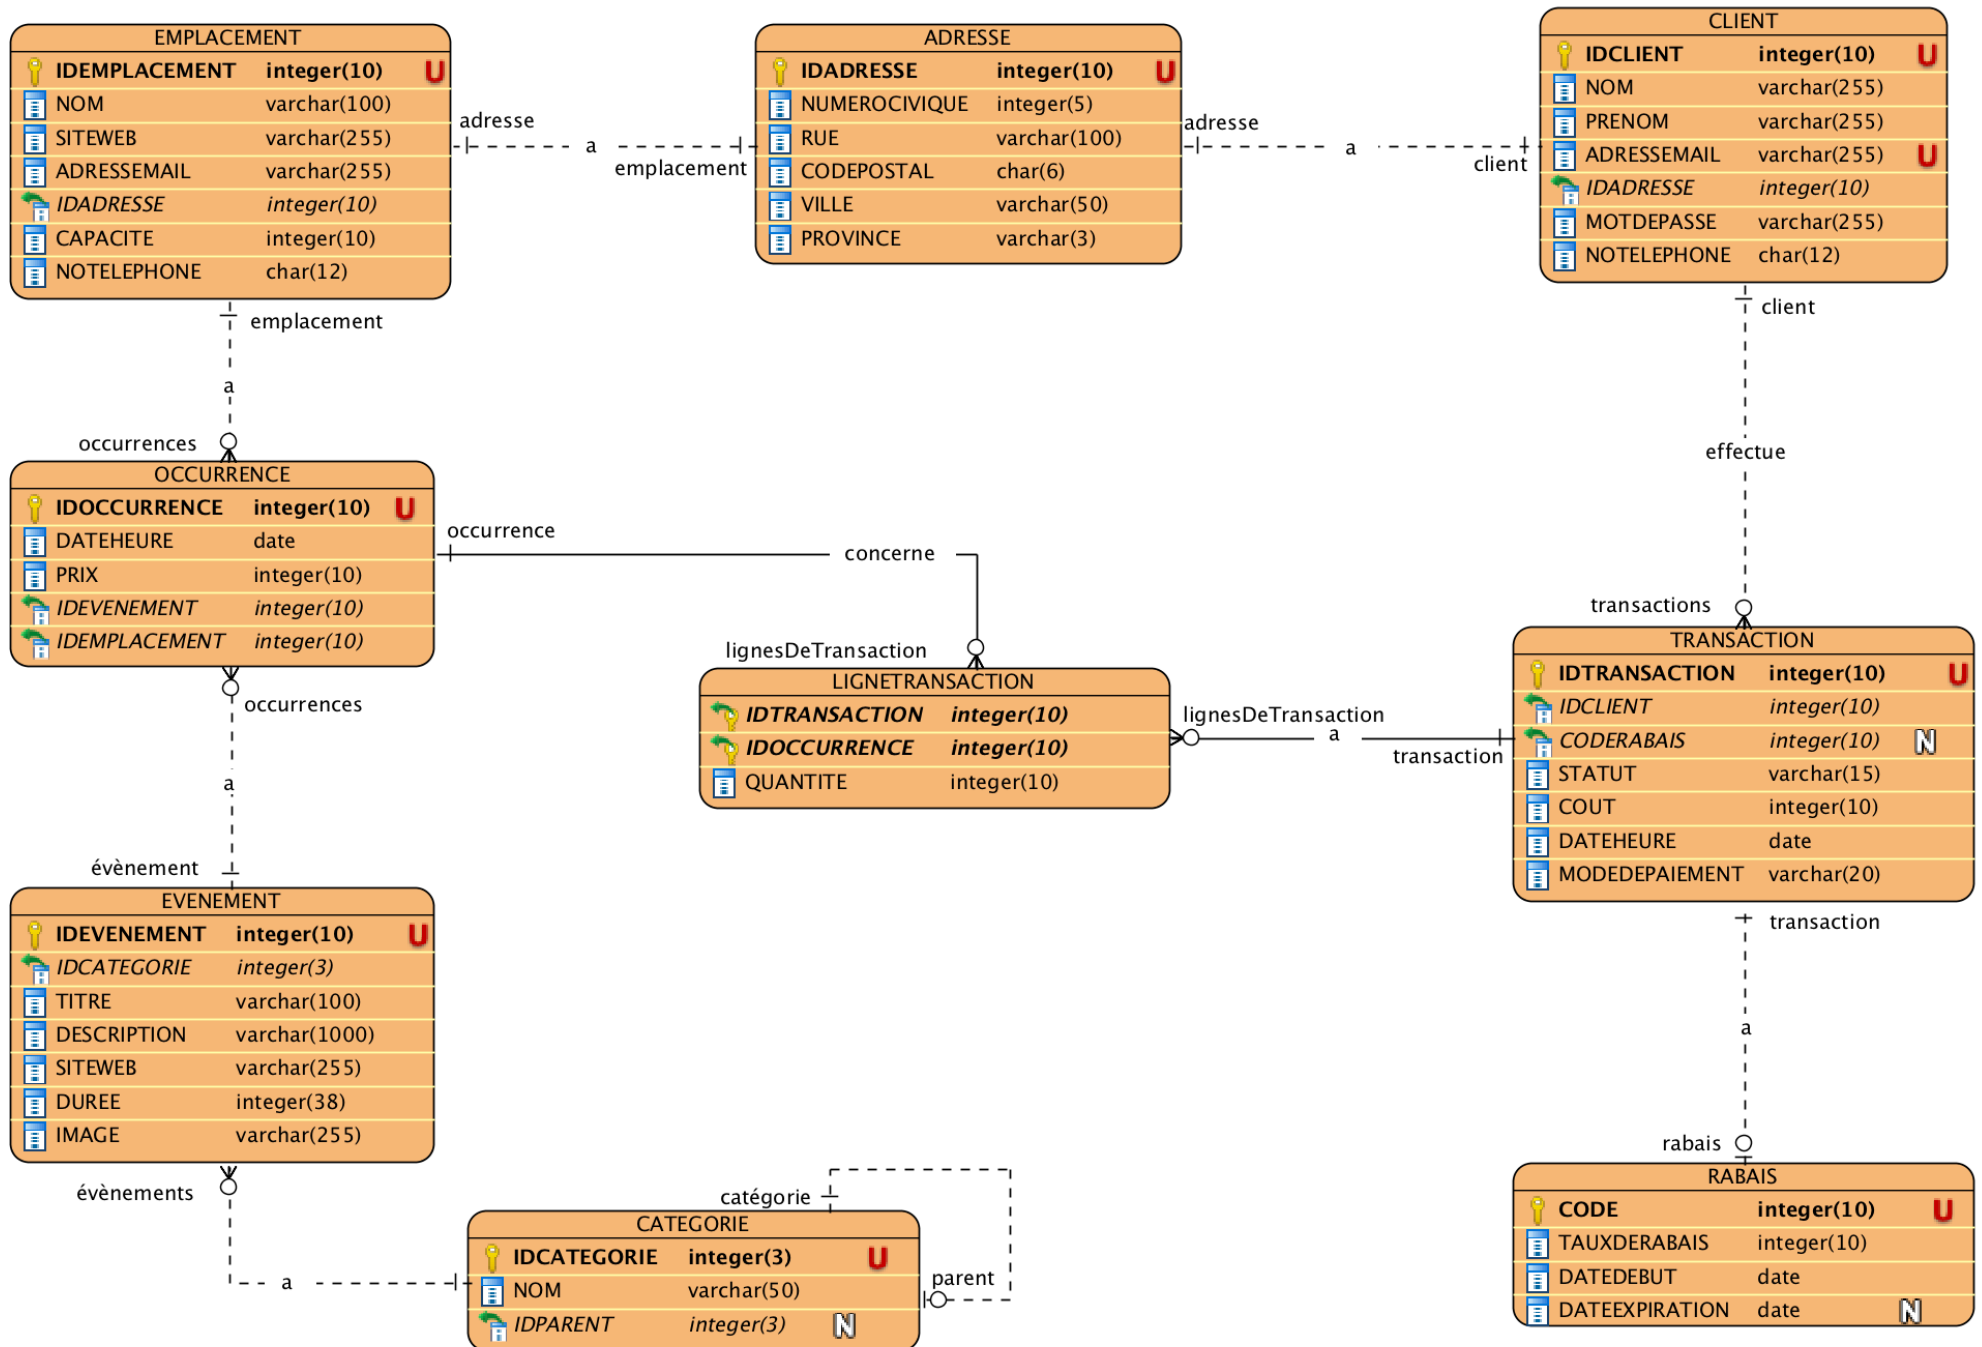 EMPLACEMENT
IDEMPLACEMENT integer(10) U
NOM varchar(100)
SITEWEB varchar(255)
ADRESSEMAIL varchar(255)
IDADRESSE integer(10)
CAPACITE integer(10)
NOTELEPHONE char(12)
adresse
a
emplacement
ADRESSE
IDADRESSE integer(10) U
NUMEROCIVIQUE integer(5)
RUE varchar(100)
CODEPOSTAL char(6)
VILLE varchar(50)
PROVINCE varchar(3)
adresse
a
client
CLIENT
IDCLIENT integer(10) U
NOM varchar(255)
PRENOM varchar(255)
ADRESSEMAIL varchar(255) U
IDADRESSE integer(10)
MOTDEPASSE varchar(255)
NOTELEPHONE char(12)
emplacement
a
occurrences
client
effectue
transactions
OCCURRENCE
IDOCCURRENCE integer(10) U
DATEHEURE date
PRIX integer(10)
IDEVENEMENT integer(10)
IDEMPLACEMENT integer(10)
occurrence
concerne
lignesDeTransaction
LIGNETRANSACTION
IDTRANSACTION integer(10)
IDOCCURRENCE integer(10)
QUANTITE integer(10)
lignesDeTransaction
a
transaction
TRANSACTION
IDTRANSACTION integer(10) U
IDCLIENT integer(10)
CODERABAIS integer(10) N
STATUT varchar(15)
COUT integer(10)
DATEHEURE date
MODEDEPAIEMENT varchar(20)
occurrences
a
évènement
EVENEMENT
IDEVENEMENT integer(10) U
IDCATEGORIE integer(3)
TITRE varchar(100)
DESCRIPTION varchar(1000)
SITEWEB varchar(255)
DUREE integer(38)
IMAGE varchar(255)
transaction
a
rabais
évènements
a
catégorie
parent
CATEGORIE
IDCATEGORIE integer(3) U
NOM varchar(50)
IDPARENT integer(3) N
RABAIS
CODE integer(10) U
TAUXDERABAIS integer(10)
DATEDEBUT date
DATEEXPIRATION date N